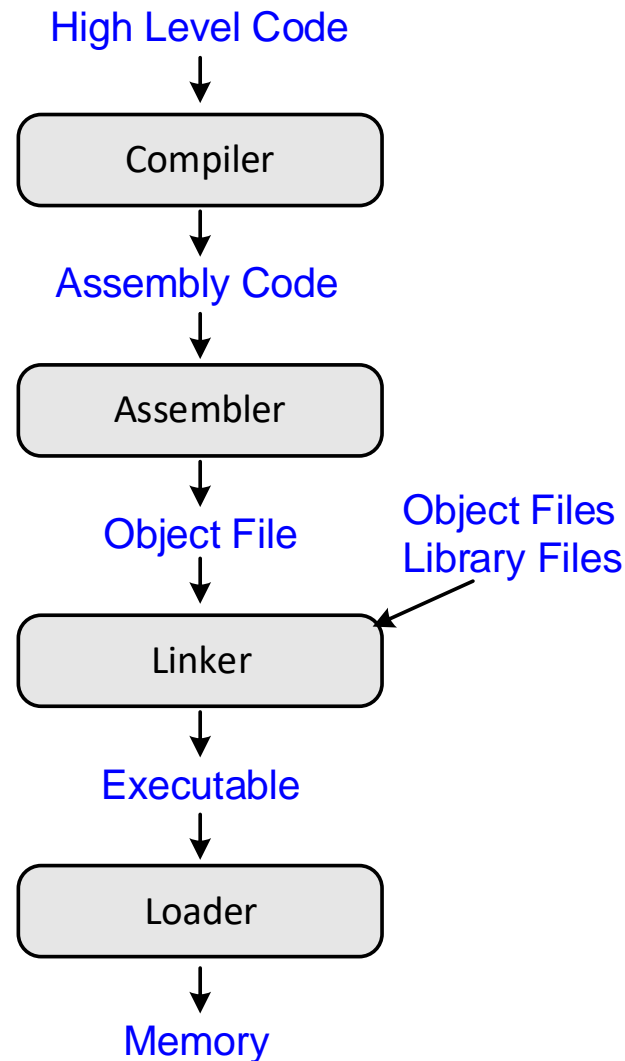 High Level Code
Compiler
Assembly Code
Assembler
Object File
Object Files
Library Files
Linker
Executable
Loader
Memory